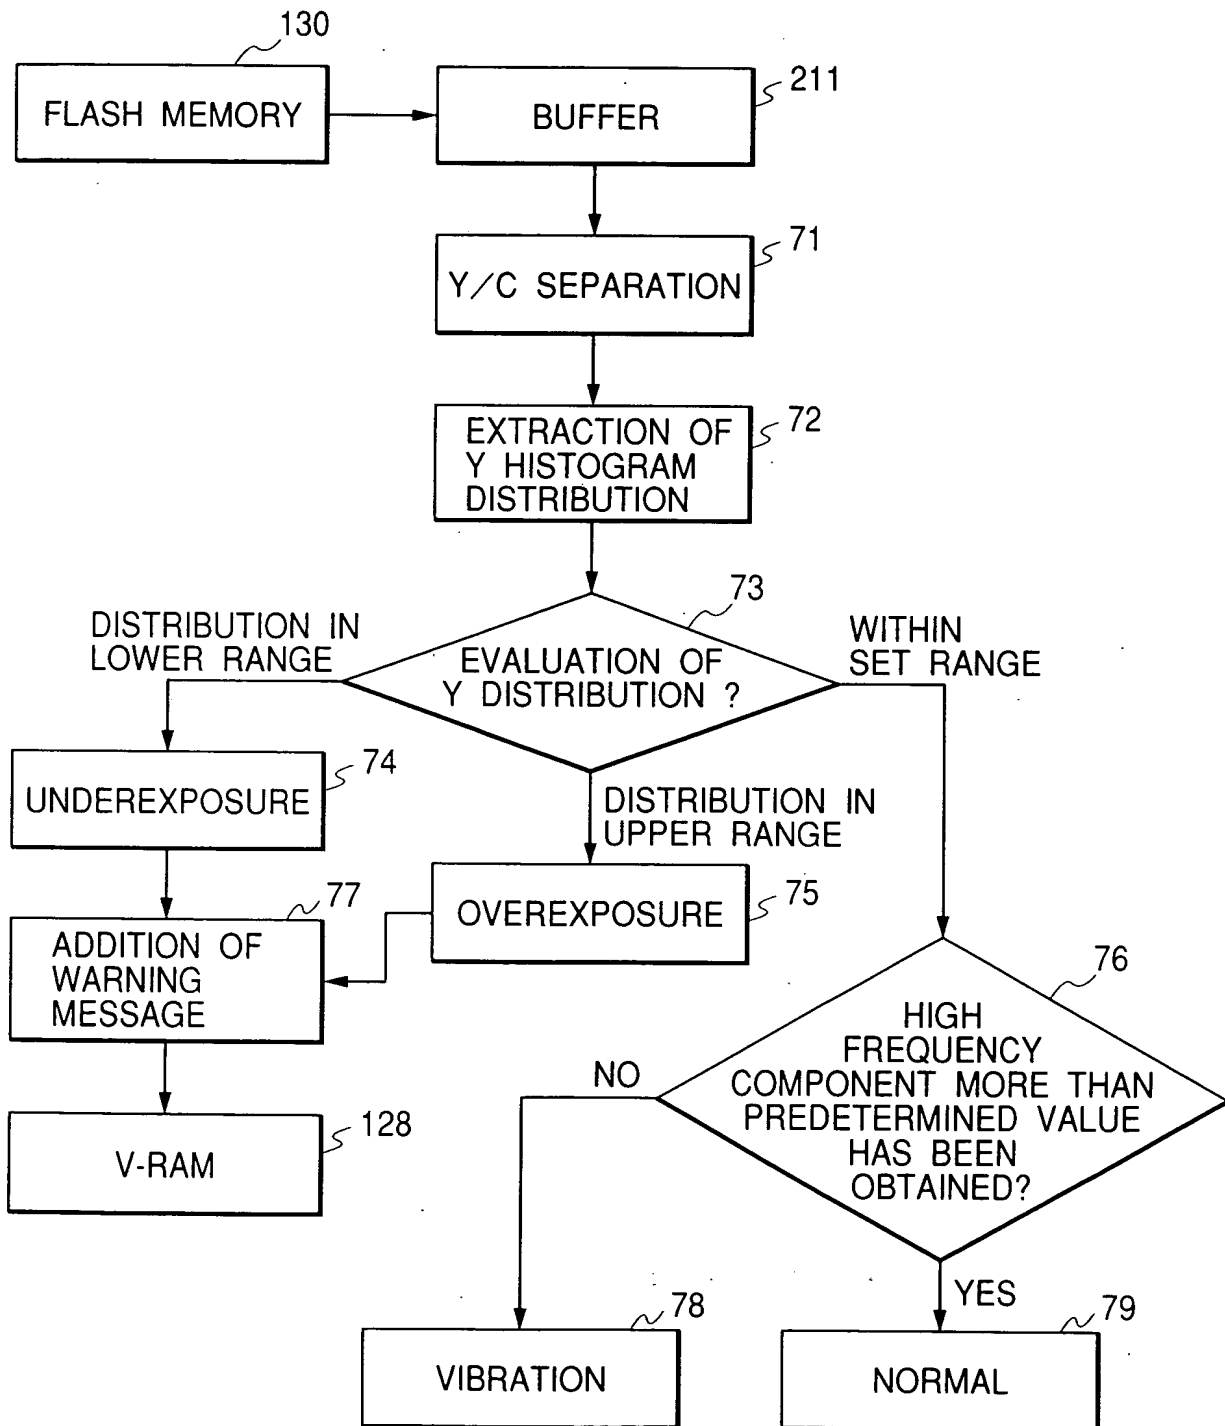 130
FLASH MEMORY
211
BUFFER
71
Y/C SEPARATION
72
EXTRACTION OF
Y HISTOGRAM
DISTRIBUTION
73
DISTRIBUTION IN
LOWER RANGE
EVALUATION OF
Y DISTRIBUTION ?
WITHIN
SET RANGE
74
UNDEREXPOSURE
DISTRIBUTION IN
UPPER RANGE
75
OVEREXPOSURE
77
ADDITION OF
WARNING
MESSAGE
76
HIGH
FREQUENCY
COMPONENT MORE THAN
PREDETERMINED VALUE
HAS BEEN
OBTAINED?
NO
128
V-RAM
YES
78
VIBRATION
79
NORMAL